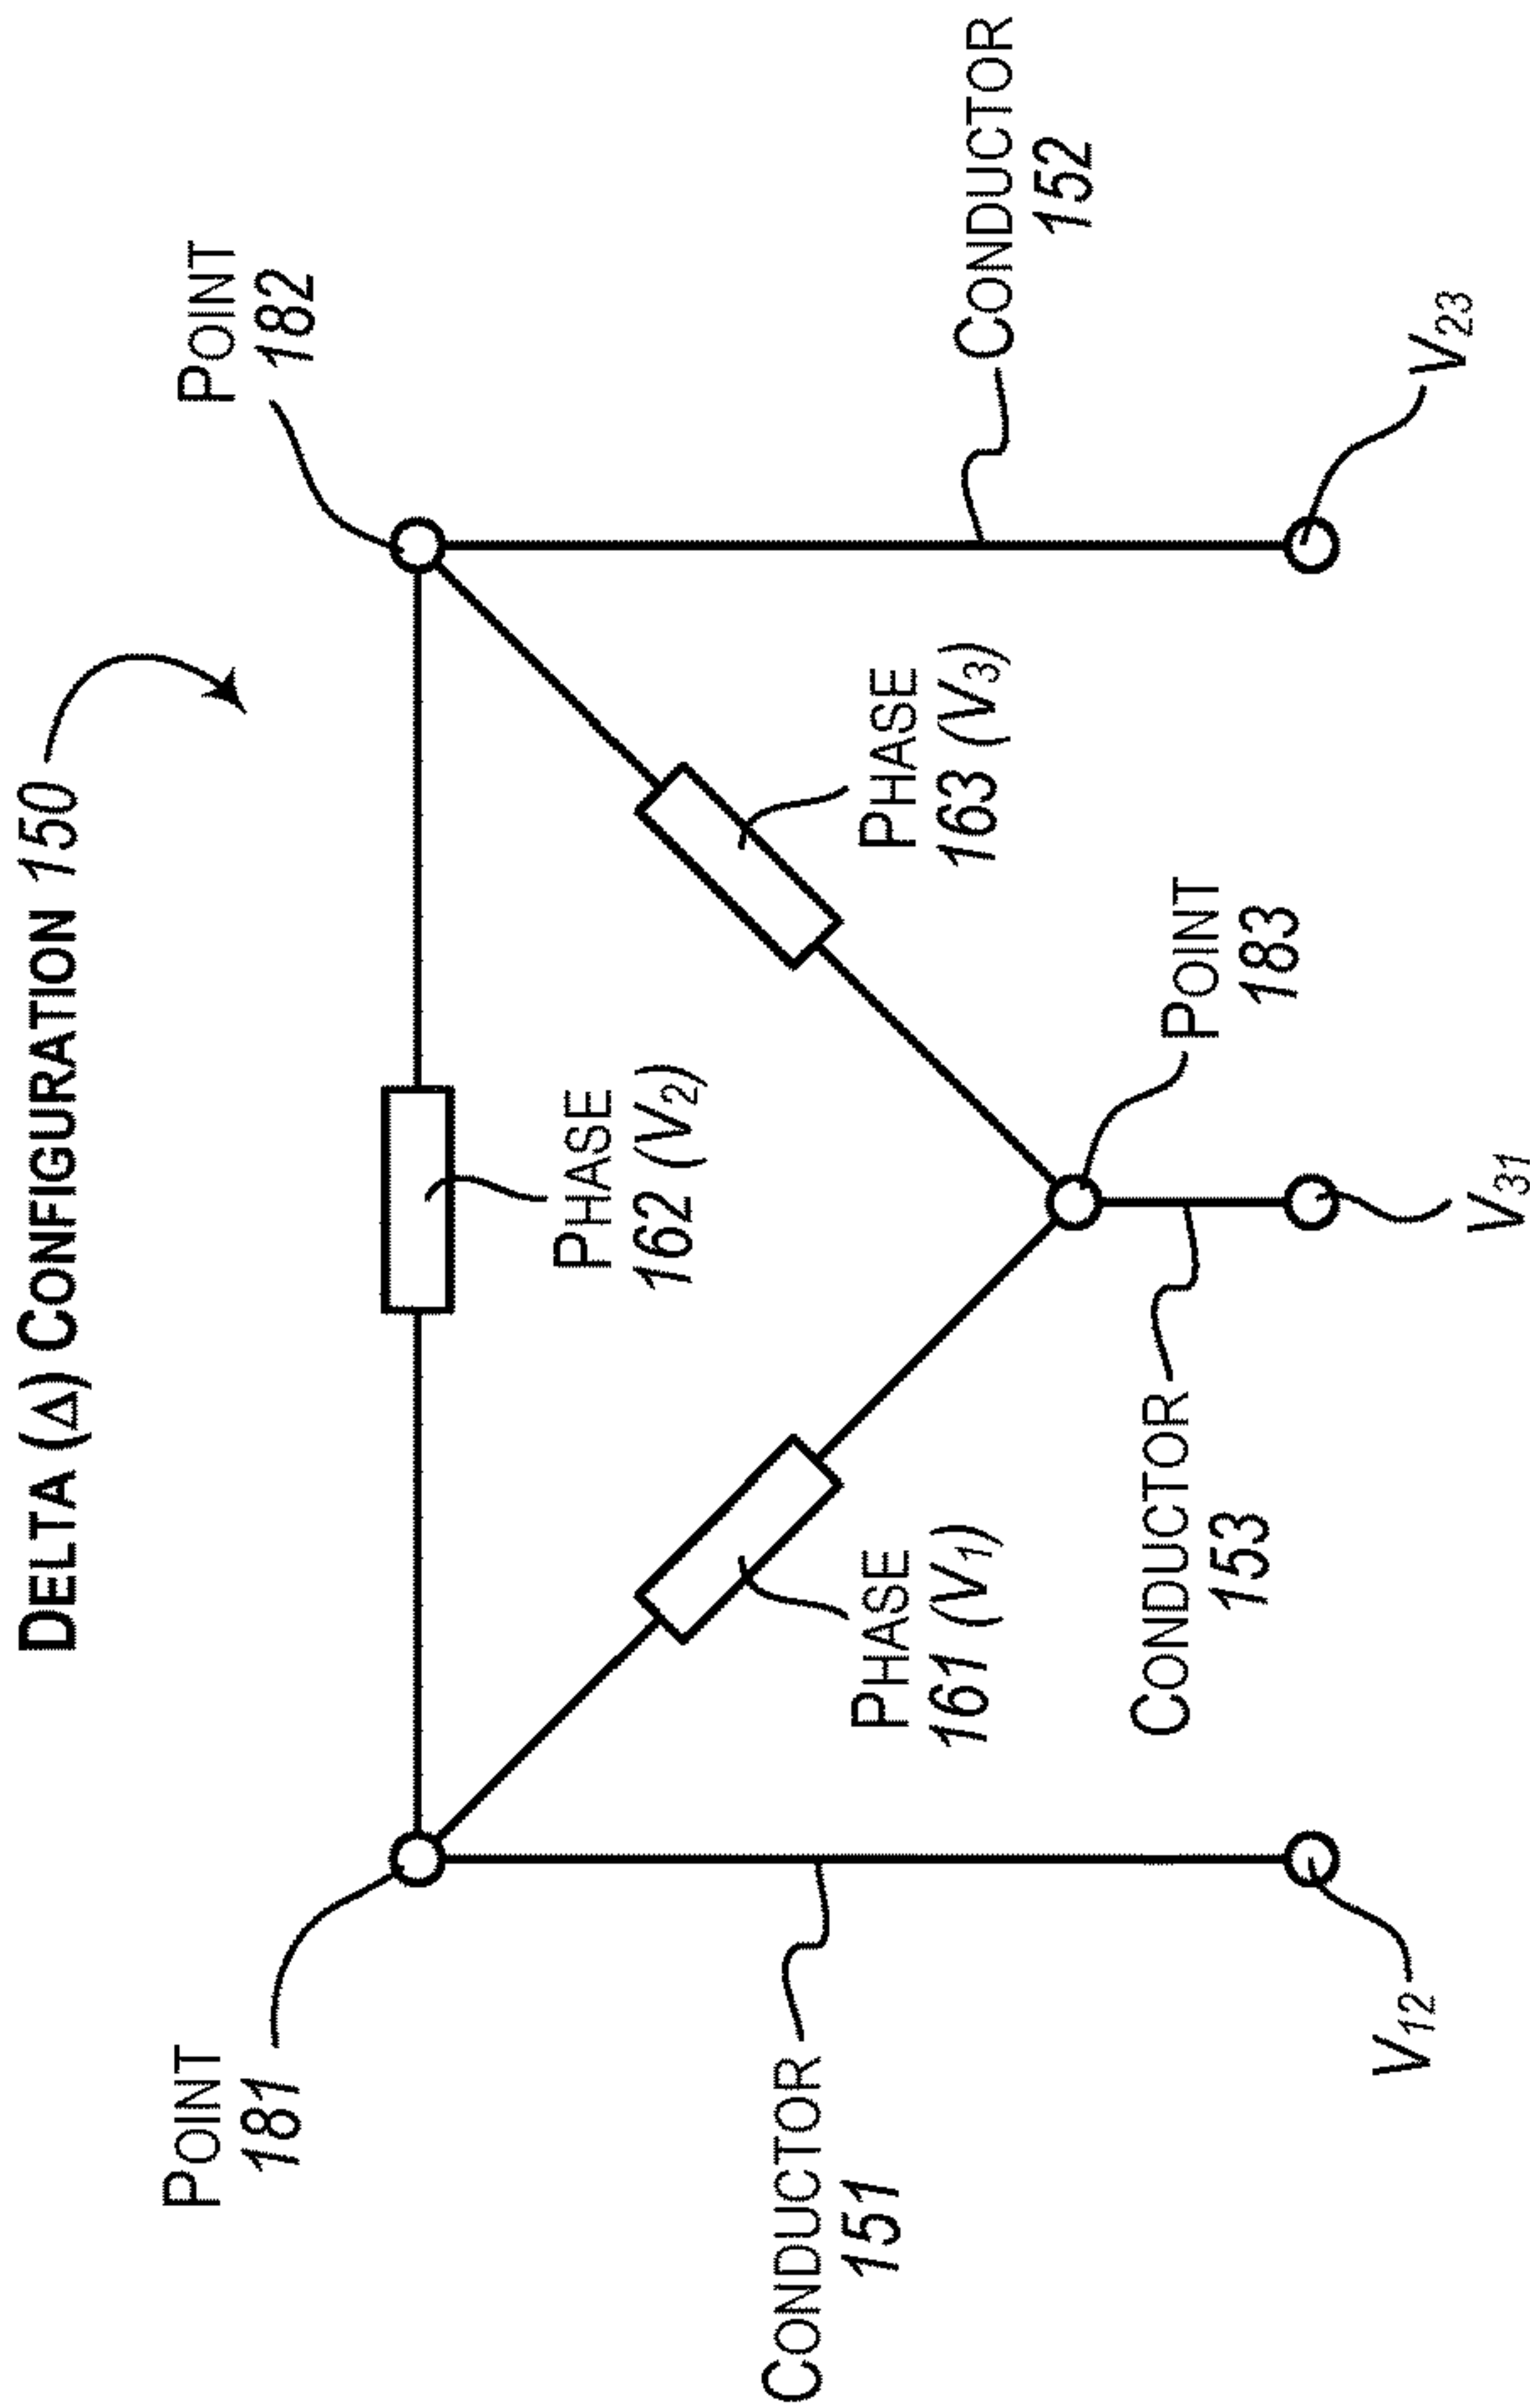 DELTA (Δ) CONFIGURATION 150
POINT
181
POINT
182
PHASE
162 (V2)
PHASE
161 (V1)
PHASE
163 (V3)
CONDUCTOR
151
CONDUCTOR
152
CONDUCTOR
153
POINT
183
V12
V31
V23